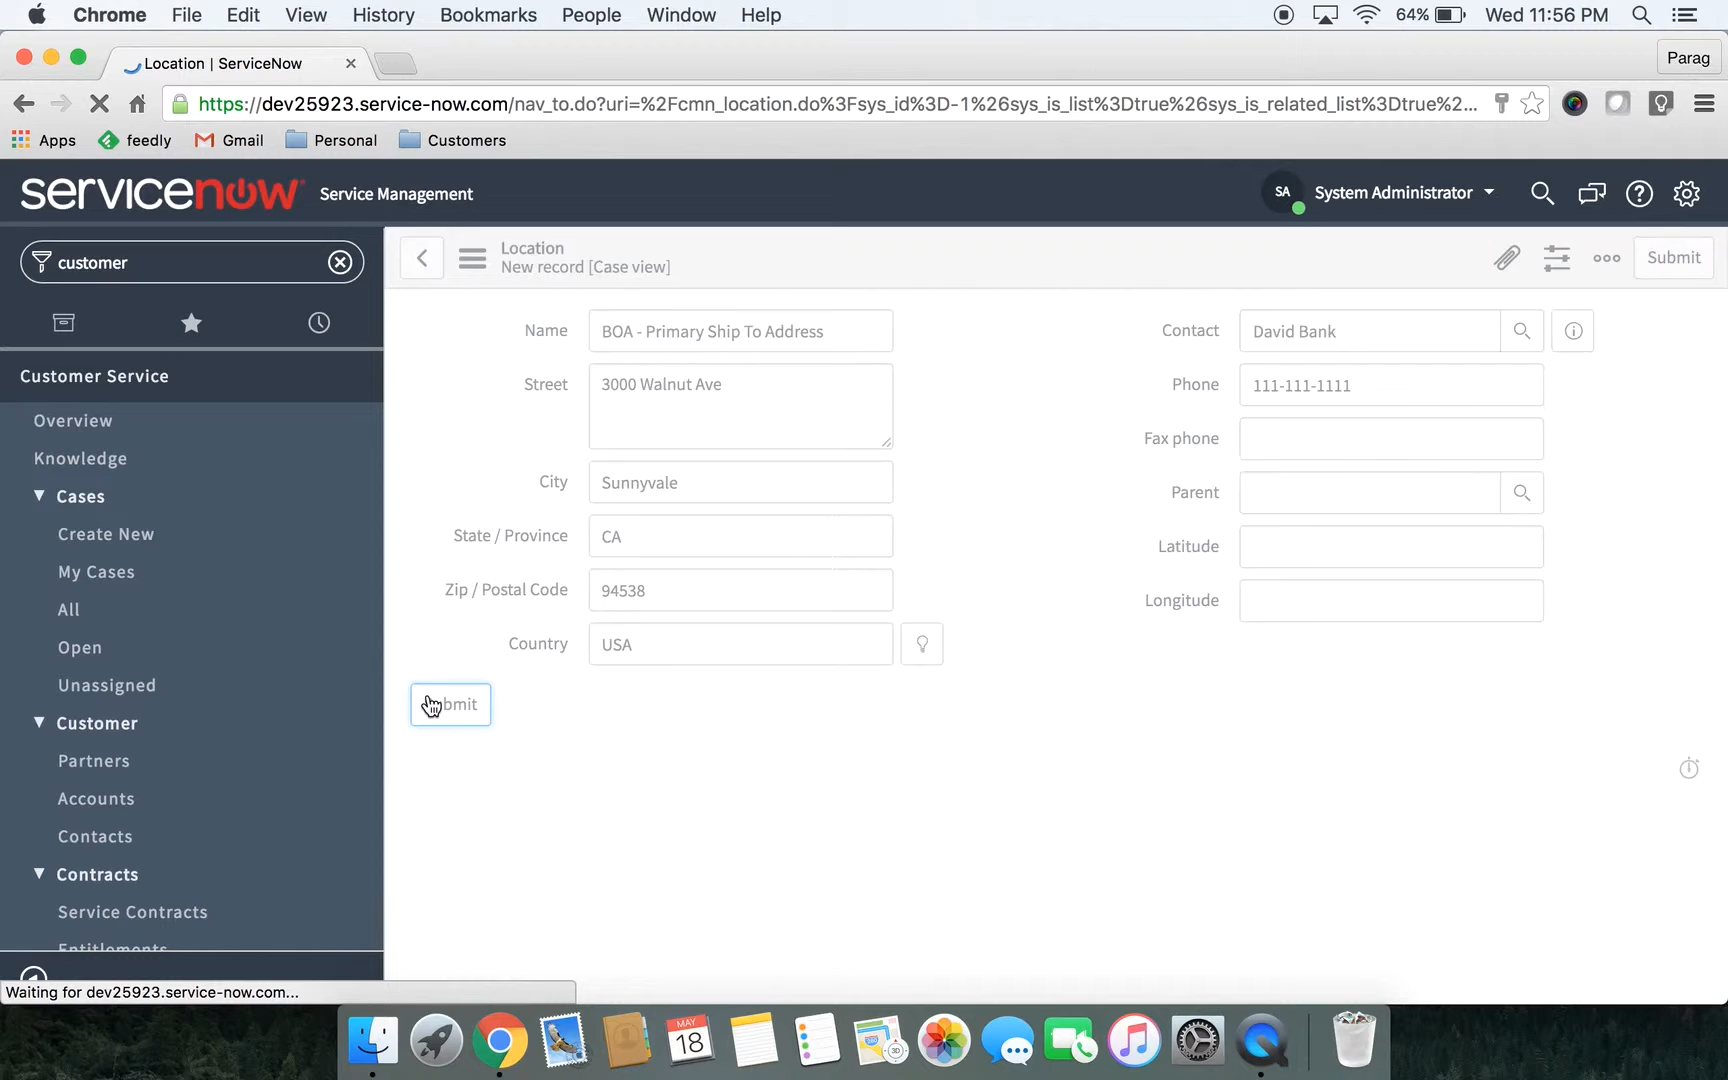 Chrome File Edit View History Bookmarks People Window Help 64% Wed 11:56 PM
Location | ServiceNow Parag
https://dev25923.service-now.com/nav_to.do?uri=%2Fcmn_location.do%3Fsys_id%3D-1%26sys_is_list%3Dtrue%26sys_is_related_list%3Dtrue%2...
Apps feedly Gmail Personal Customers
servicenow Service Management SA System Administrator
customer
Location
New record [Case view]
Submit
Customer Service
Overview
Knowledge
Cases
Create New
My Cases
All
Open
Unassigned
Customer
Partners
Accounts
Contacts
Contracts
Service Contracts
Entitlements
Name BOA - Primary Ship To Address
Street 3000 Walnut Ave
City Sunnyvale
State / Province CA
Zip / Postal Code 94538
Country USA
Contact David Bank
Phone 111-111-1111
Fax phone
Parent
Latitude
Longitude
Submit
Waiting for dev25923.service-now.com...
MAY
18
3D